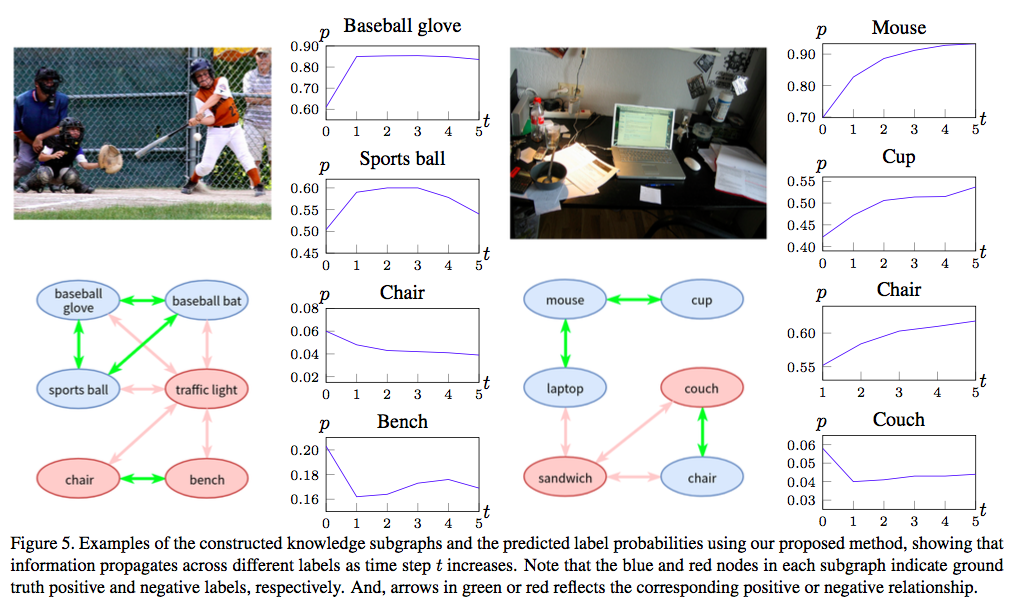 Baseball glove
p
0.90
0.80
0.70
0.60
0 1 2 3 4 5 t
Sports ball
p
0.60
0.55
0.50
0.45
0 1 2 3 4 5 t
Chair
p
0.08
0.06
0.04
0.02
0 1 2 3 4 5 t
Bench
p
0.20
0.18
0.16
0 1 2 3 4 5 t
baseball
glove
baseball bat
sports ball
traffic light
chair
bench
Mouse
p
0.90
0.80
0.70
0 1 2 3 4 5 t
Cup
p
0.55
0.50
0.45
0.40
0 1 2 3 4 5 t
Chair
p
0.60
0.55
1 2 3 4 5 t
Couch
p
0.06
0.05
0.04
0.03
0 1 2 3 4 5 t
mouse
cup
laptop
couch
sandwich
chair
Figure 5. Examples of the constructed knowledge subgraphs and the predicted label probabilities using our proposed method, showing that
information propagates across different labels as time step t increases. Note that the blue and red nodes in each subgraph indicate ground
truth positive and negative labels, respectively. And, arrows in green or red reflects the corresponding positive or negative relationship.